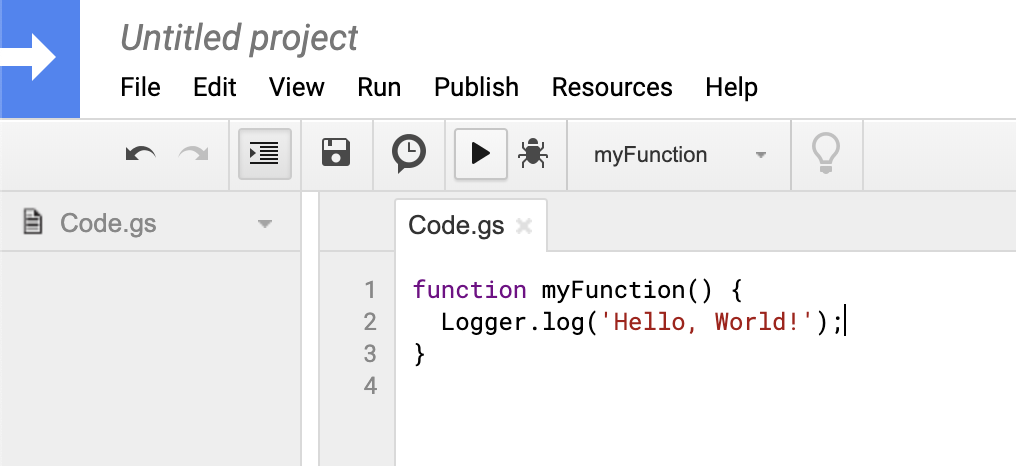 Untitled project
File Edit View Run Publish Resources Help
myFunction
Code.gs
Code.gs
1 function myFunction() {
2 Logger.log('Hello, World!');
3 }
4